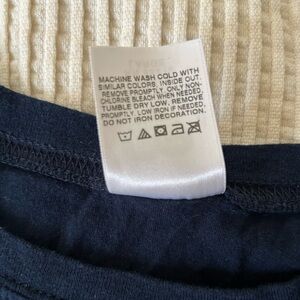 MACHINE WASH COLD WITH
SIMILAR COLORS. INSIDE OUT.
REMOVE PROMPTLY. ONLY NON-
CHLORINE BLEACH WHEN NEEDED.
TUMBLE DRY LOW. REMOVE
PROMPTLY. LOW IRON IF NEEDED.
DO NOT IRON DECORATION.